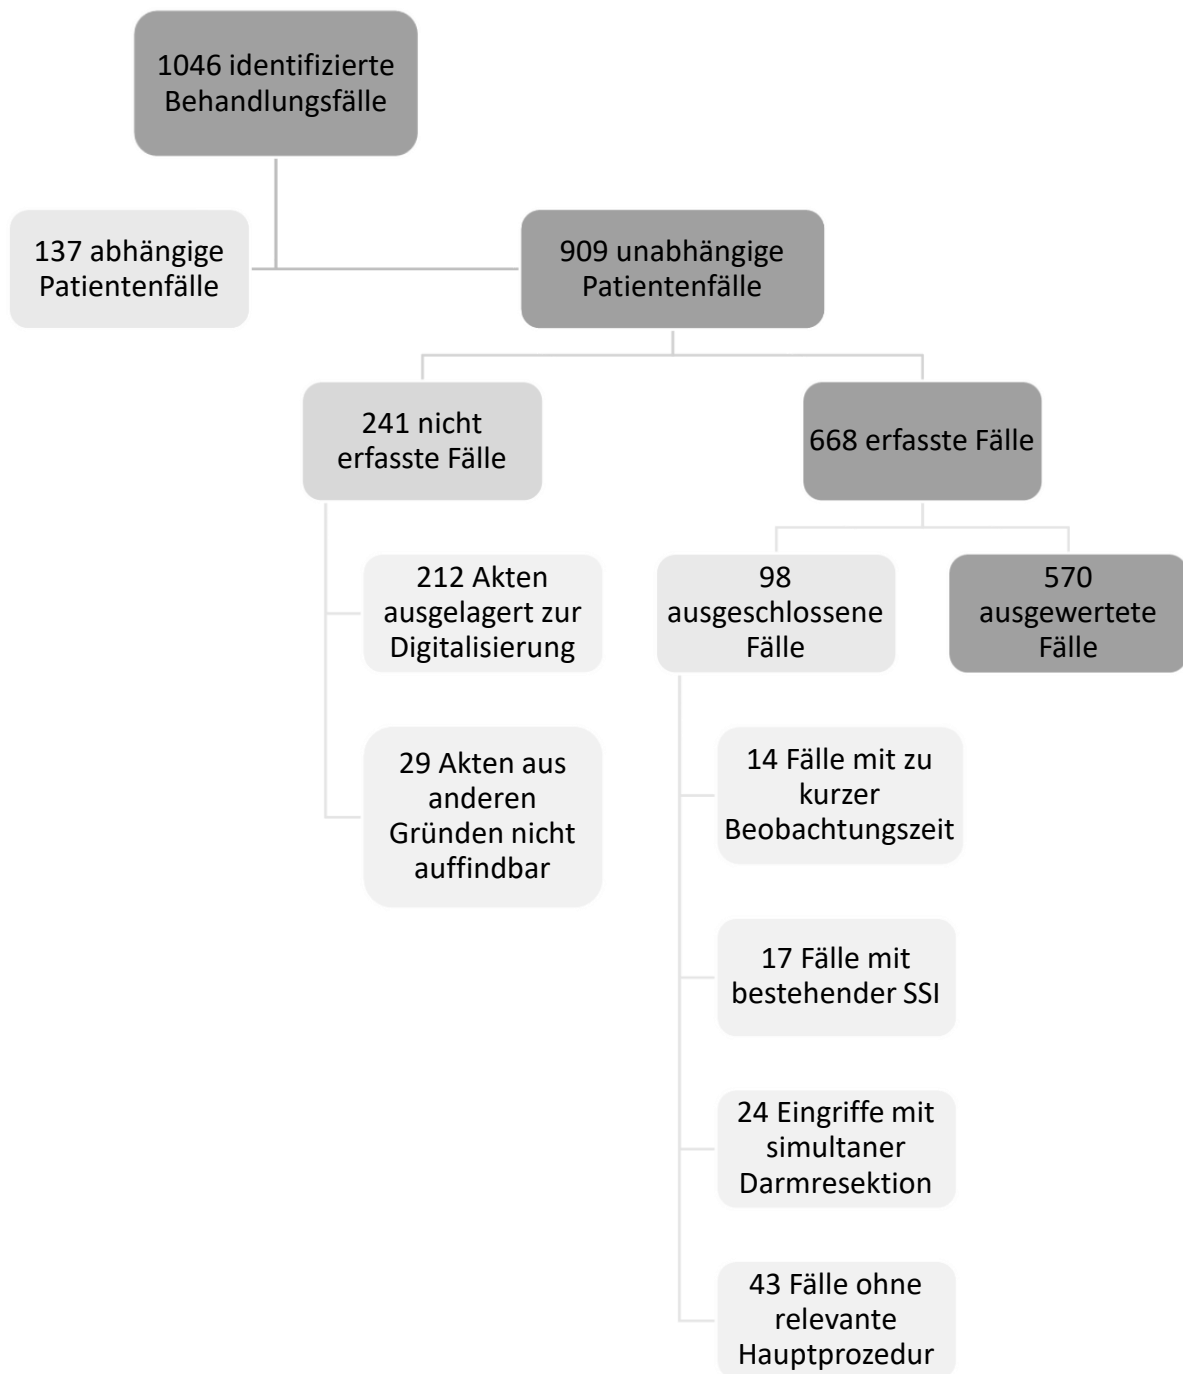 1046 identifizierte
Behandlungsfälle
137 abhängige
Patientenfälle
909 unabhängige
Patientenfälle
241 nicht
erfasste Fälle
668 erfasste Fälle
212 Akten
ausgelagert zur
Digitalisierung
29 Akten aus
anderen
Gründen nicht
auffindbar
98
ausgeschlossene
Fälle
570
ausgewertete
Fälle
14 Fälle mit zu
kurzer
Beobachtungszeit
17 Fälle mit
bestehender SSI
24 Eingriffe mit
simultaner
Darmresektion
43 Fälle ohne
relevante
Hauptprozedur